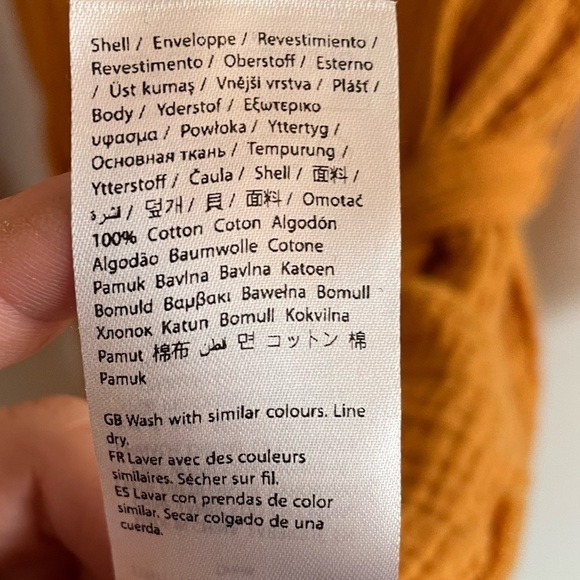 Shell / Enveloppe / Revestimiento /
Revestimento / Oberstoff / Esterno
/ Üst kumaş / Vnější vrstva / Plášť /
Body / Yderstof / Εξωτερικο
υφασμα / Powłoka / Yttertyg /
Основная ткань / Tempurung /
Ytterstoff / Čaula / Shell / 面料 /
قشرة / 덮개 / 貝 / 面料 / Omotač
100% Cotton Coton Algodón
Algodão Baumwolle Cotone
Pamuk Bavlna Bavlna Katoen
Bomuld Βαμβακι Bawełna Bomull
Хлопок Katun Bomull Kokvilna
Pamut 棉布 قطن 면 コットン 棉
Pamuk
GB Wash with similar colours. Line
dry.
FR Laver avec des couleurs
similaires. Sécher sur fil.
ES Lavar con prendas de color
similar. Secar colgado de una
cuerda.